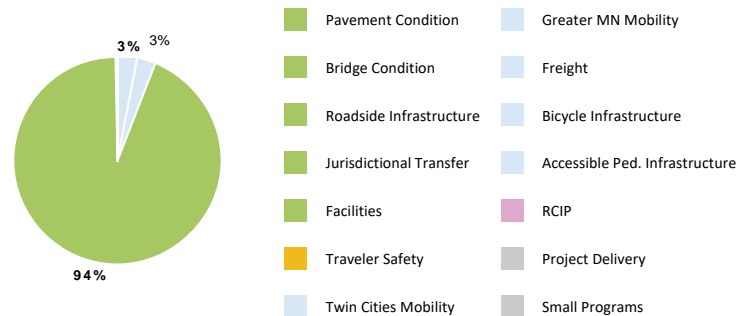 3%
3%
94%
Pavement Condition
Bridge Condition
Roadside Infrastructure
Jurisdictional Transfer
Facilities
Traveler Safety
Twin Cities Mobility
Greater MN Mobility
Freight
Bicycle Infrastructure
Accessible Ped. Infrastructure
RCIP
Project Delivery
Small Programs